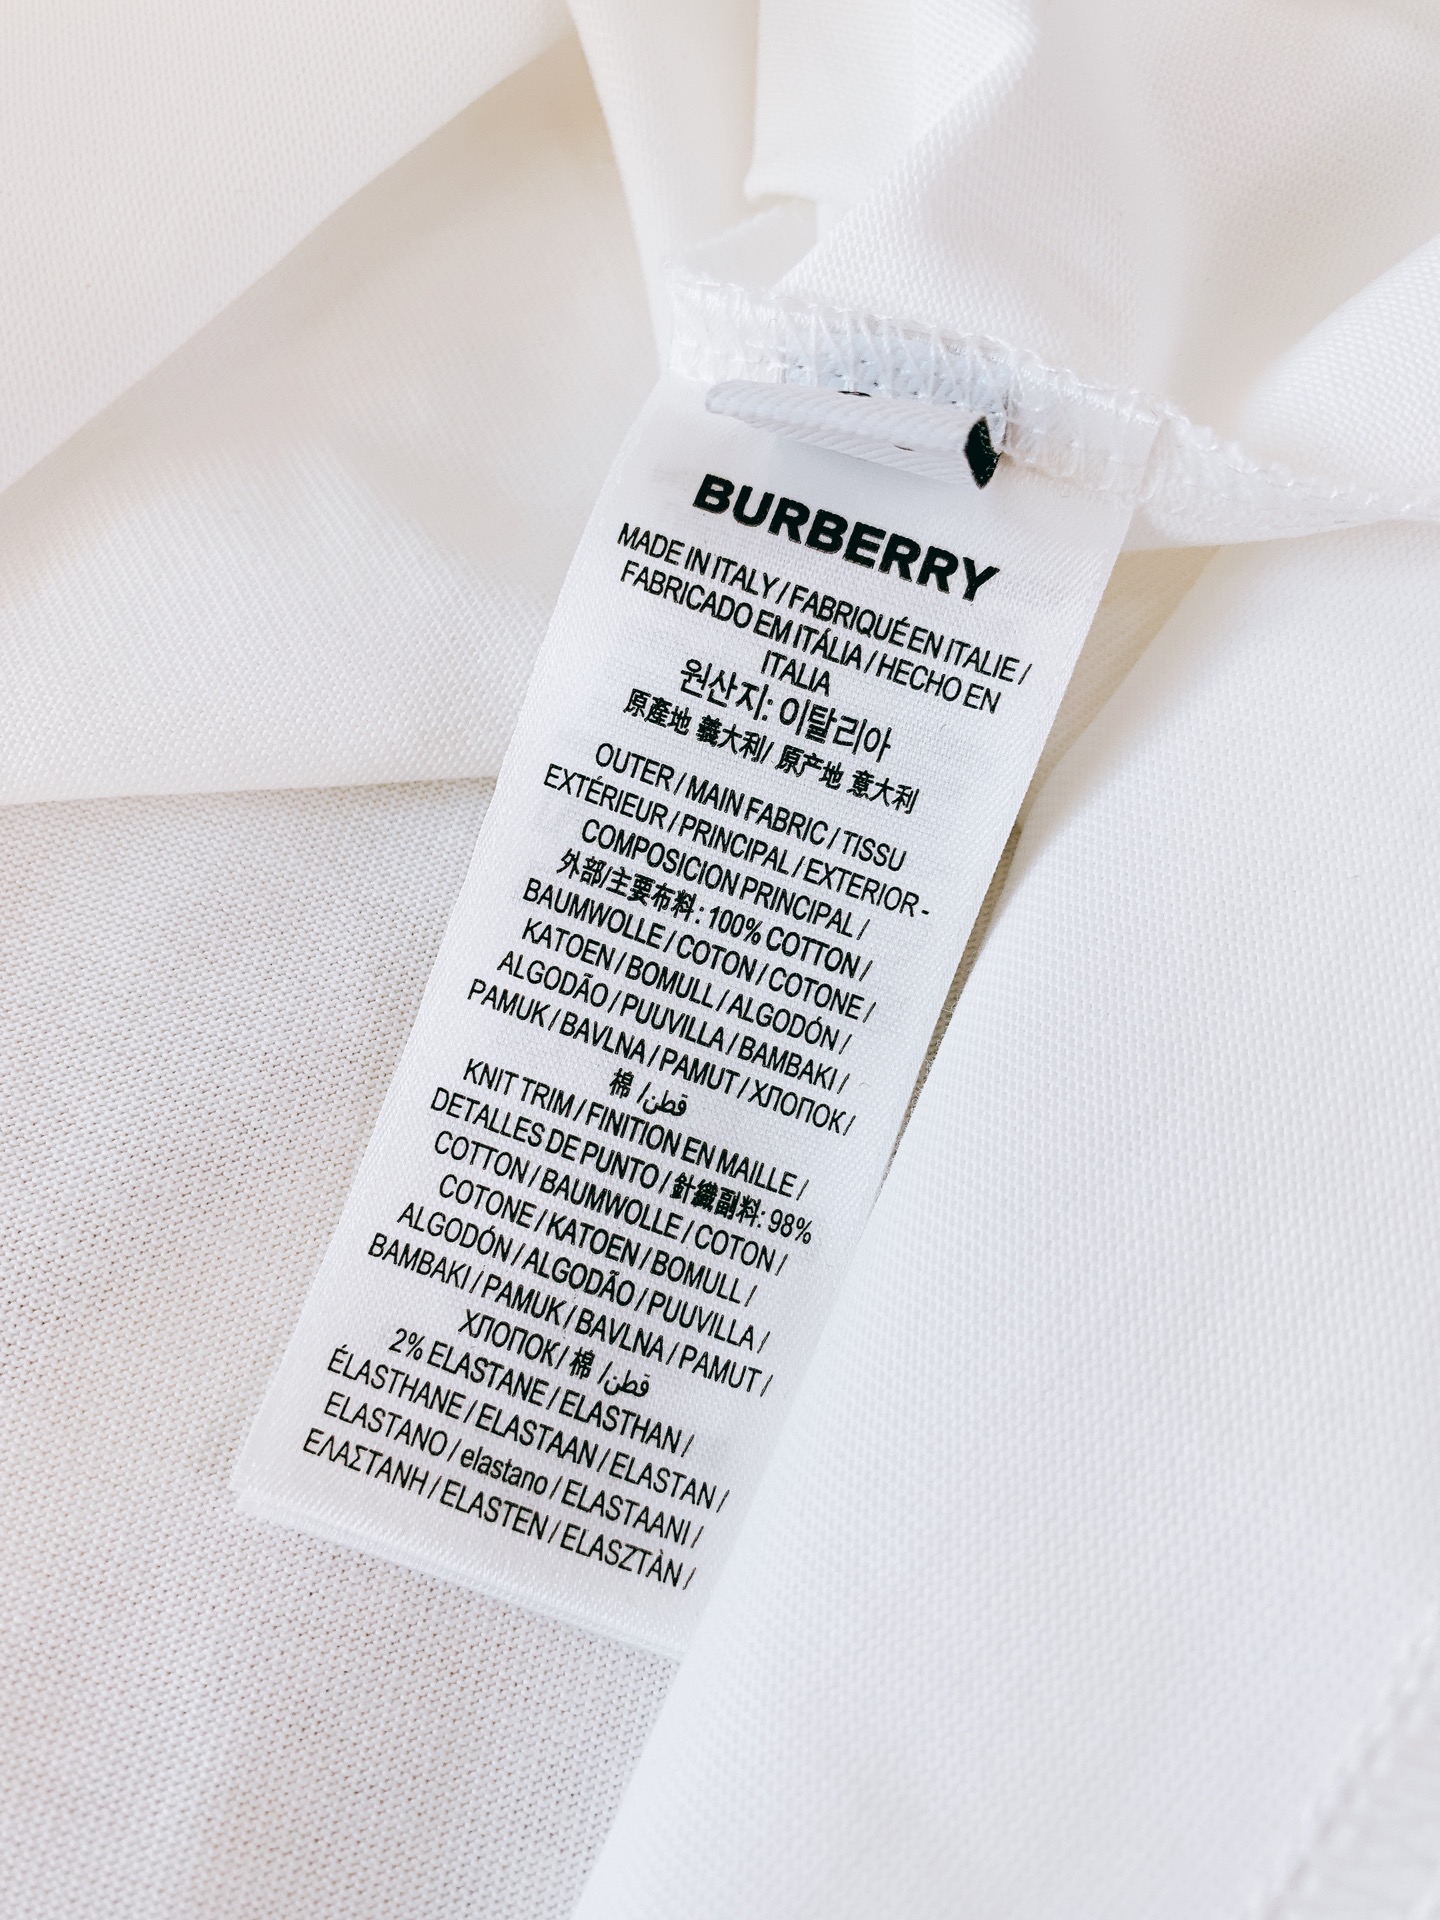 BURBERRY
MADE IN ITALY / FABRIQUÉ EN ITALIE /
FABRICADO EM ITÁLIA / HECHO EN
ITALIA
원산지: 이탈리아
原產地 義大利/ 原产地 意大利
OUTER / MAIN FABRIC / TISSU
EXTÉRIEUR / PRINCIPAL / EXTERIOR -
COMPOSICION PRINCIPAL /
外部/主要布料: 100% COTTON /
BAUMWOLLE / COTON / COTONE /
KATOEN / BOMULL / ALGODÓN /
ALGODÃO / PUUVILLA / BAMBAKI /
PAMUK / BAVLNA / PAMUT / ХЛОПОК /
棉 /قطن
KNIT TRIM / FINITION EN MAILLE /
DETALLES DE PUNTO / 針織副料: 98%
COTTON / BAUMWOLLE / COTON /
COTONE / KATOEN / BOMULL /
ALGODÓN / ALGODÃO / PUUVILLA /
BAMBAKI / PAMUK / BAVLNA / PAMUT /
ХЛОПОК / 棉 /قطن
2% ELASTANE / ELASTHAN /
ÉLASTHANE / ELASTAAN / ELASTAN /
ELASTANO / elastano / ELASTAANI /
ΕΛΑΣΤΑΝΗ / ELASTEN / ELASZTÀN /